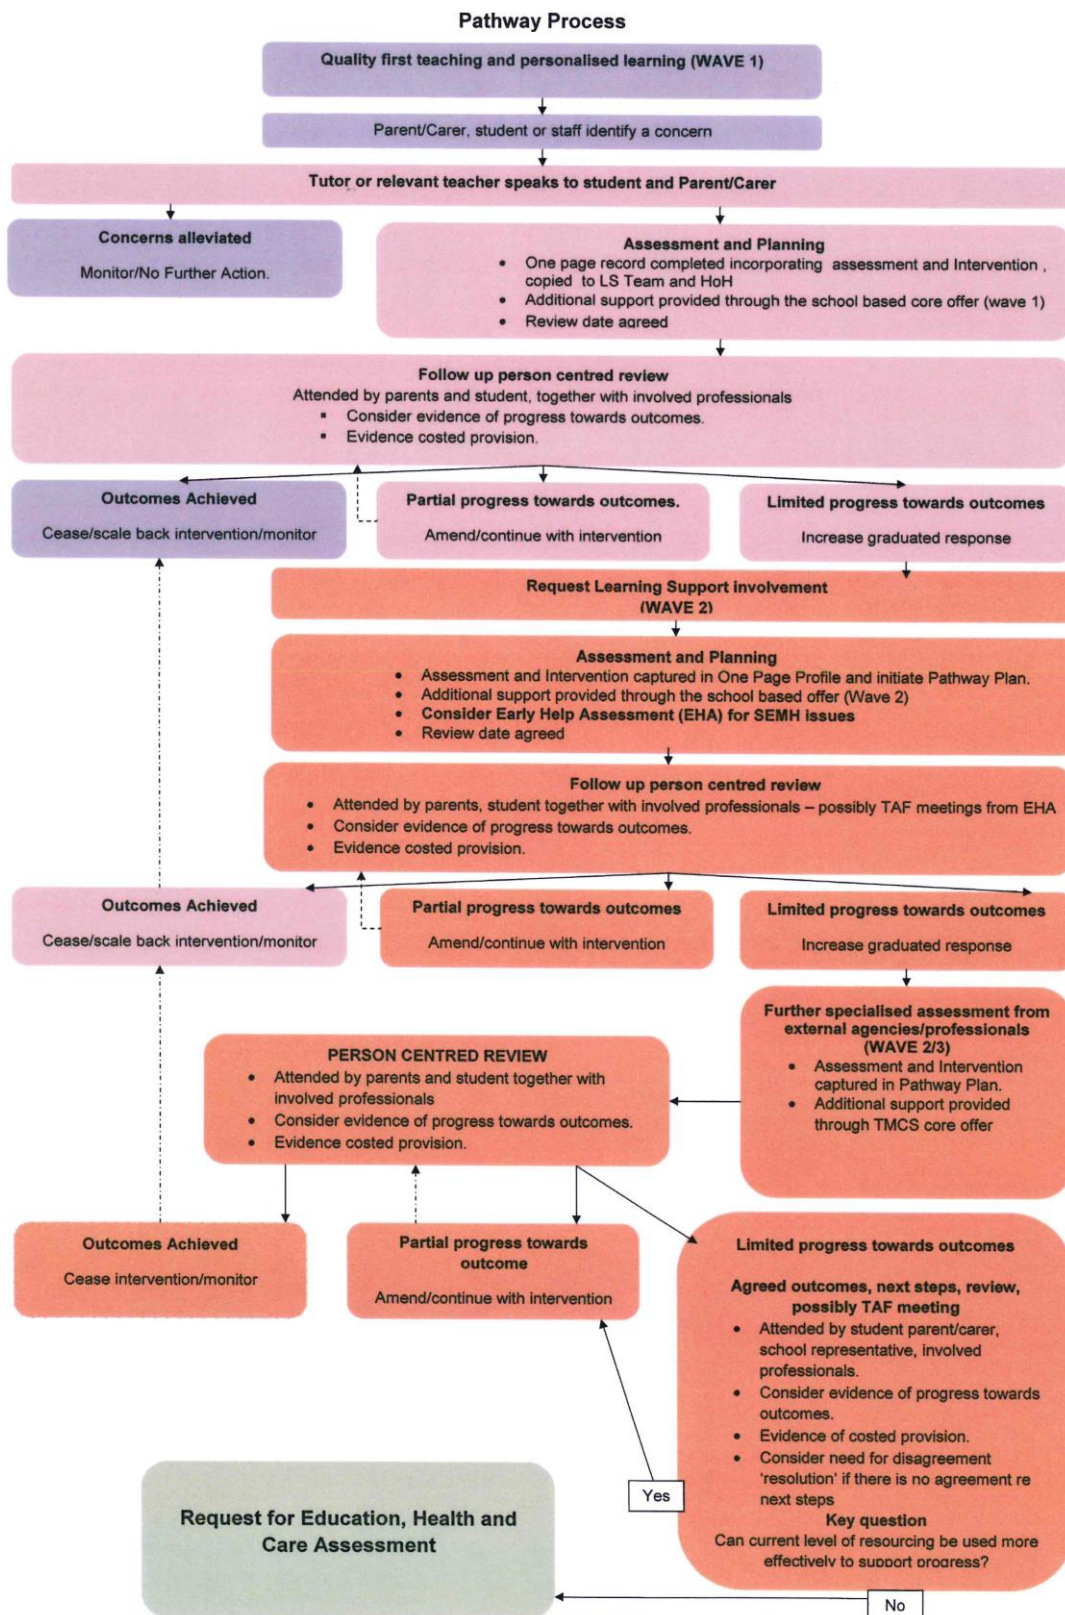 Pathway Process
Quality first teaching and personalised learning (WAVE 1)
Parent/Carer, student or staff identify a concern
Tutor or relevant teacher speaks to student and Parent/Carer
Concerns alleviated
Monitor/No Further Action.
Assessment and Planning
• One page record completed incorporating assessment and Intervention ,
copied to LS Team and HoH
• Additional support provided through the school based core offer (wave 1)
• Review date agreed
Follow up person centred review
Attended by parents and student, together with involved professionals
▪ Consider evidence of progress towards outcomes.
▪ Evidence costed provision.
Outcomes Achieved
Cease/scale back intervention/monitor
Partial progress towards outcomes.
Amend/continue with intervention
Limited progress towards outcomes
Increase graduated response
Request Learning Support involvement
(WAVE 2)
Assessment and Planning
• Assessment and Intervention captured in One Page Profile and initiate Pathway Plan.
• Additional support provided through the school based offer (Wave 2)
• Consider Early Help Assessment (EHA) for SEMH issues
• Review date agreed
Follow up person centred review
• Attended by parents, student together with involved professionals – possibly TAF meetings from EHA
• Consider evidence of progress towards outcomes.
• Evidence costed provision.
Outcomes Achieved
Cease/scale back intervention/monitor
Partial progress towards outcomes
Amend/continue with intervention
Limited progress towards outcomes
Increase graduated response
Further specialised assessment from
external agencies/professionals
(WAVE 2/3)
• Assessment and Intervention
captured in Pathway Plan.
• Additional support provided
through TMCS core offer
PERSON CENTRED REVIEW
• Attended by parents and student together with
involved professionals
• Consider evidence of progress towards outcomes.
• Evidence costed provision.
Outcomes Achieved
Cease intervention/monitor
Partial progress towards
outcome
Amend/continue with intervention
Limited progress towards outcomes
Agreed outcomes, next steps, review,
possibly TAF meeting
• Attended by student parent/carer,
school representative, involved
professionals.
• Consider evidence of progress towards
outcomes.
• Evidence of costed provision.
• Consider need for disagreement
'resolution' if there is no agreement re
next steps
Key question
Can current level of resourcing be used more
effectively to support progress?
Yes
Request for Education, Health and
Care Assessment
No